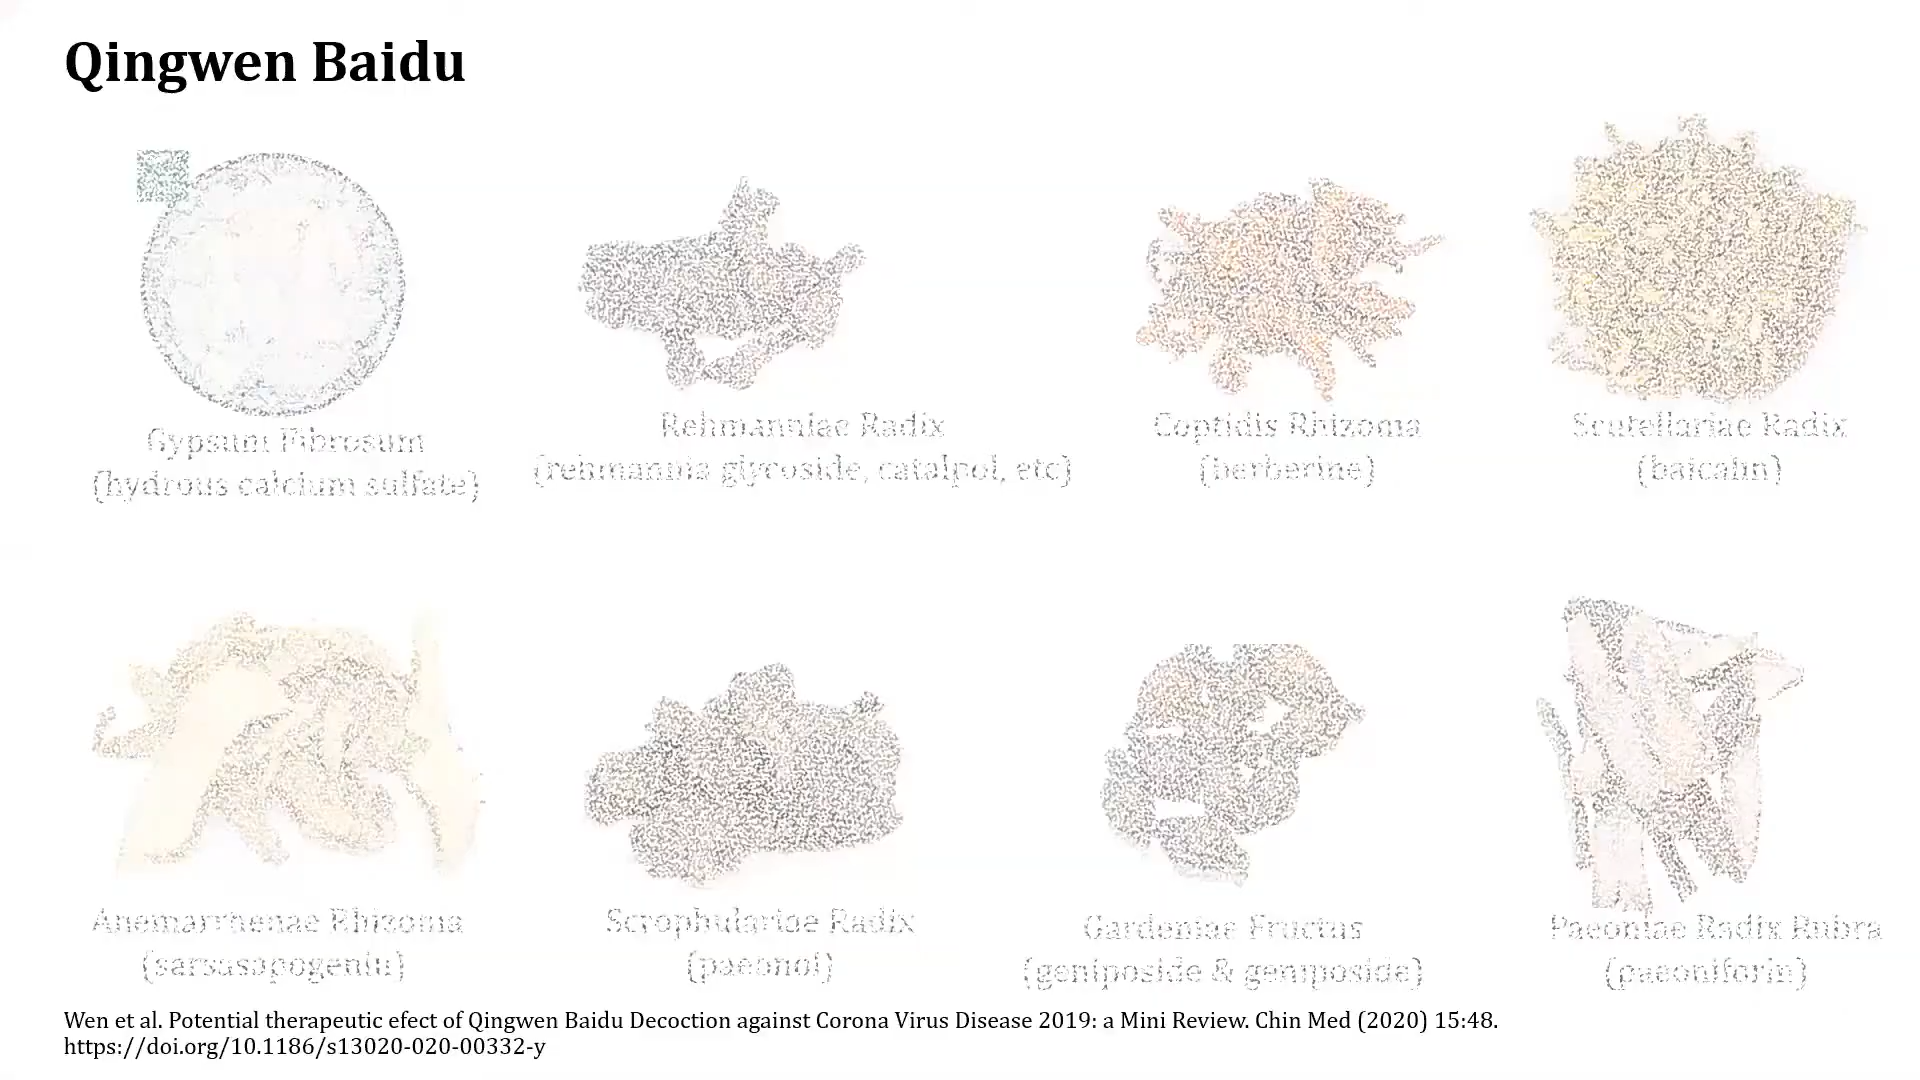 Qingwen Baidu
Gypsum Fibrosum
(hydrous calcium sulfate)
Rehmanniae Radix
(rehmannia glycoside, catalpol, etc)
Coptidis Rhizoma
(berberine)
Scutellariae Radix
(baicalin)
Anemarrhenae Rhizoma
(sarsasapogenin)
Scrophulariae Radix
(paeonol)
Gardeniae Fructus
(geniposide & geniposide)
Paeoniae Radix Rubra
(paeoniflorin)
Wen et al. Potential therapeutic efect of Qingwen Baidu Decoction against Corona Virus Disease 2019: a Mini Review. Chin Med (2020) 15:48.
https://doi.org/10.1186/s13020-020-00332-y